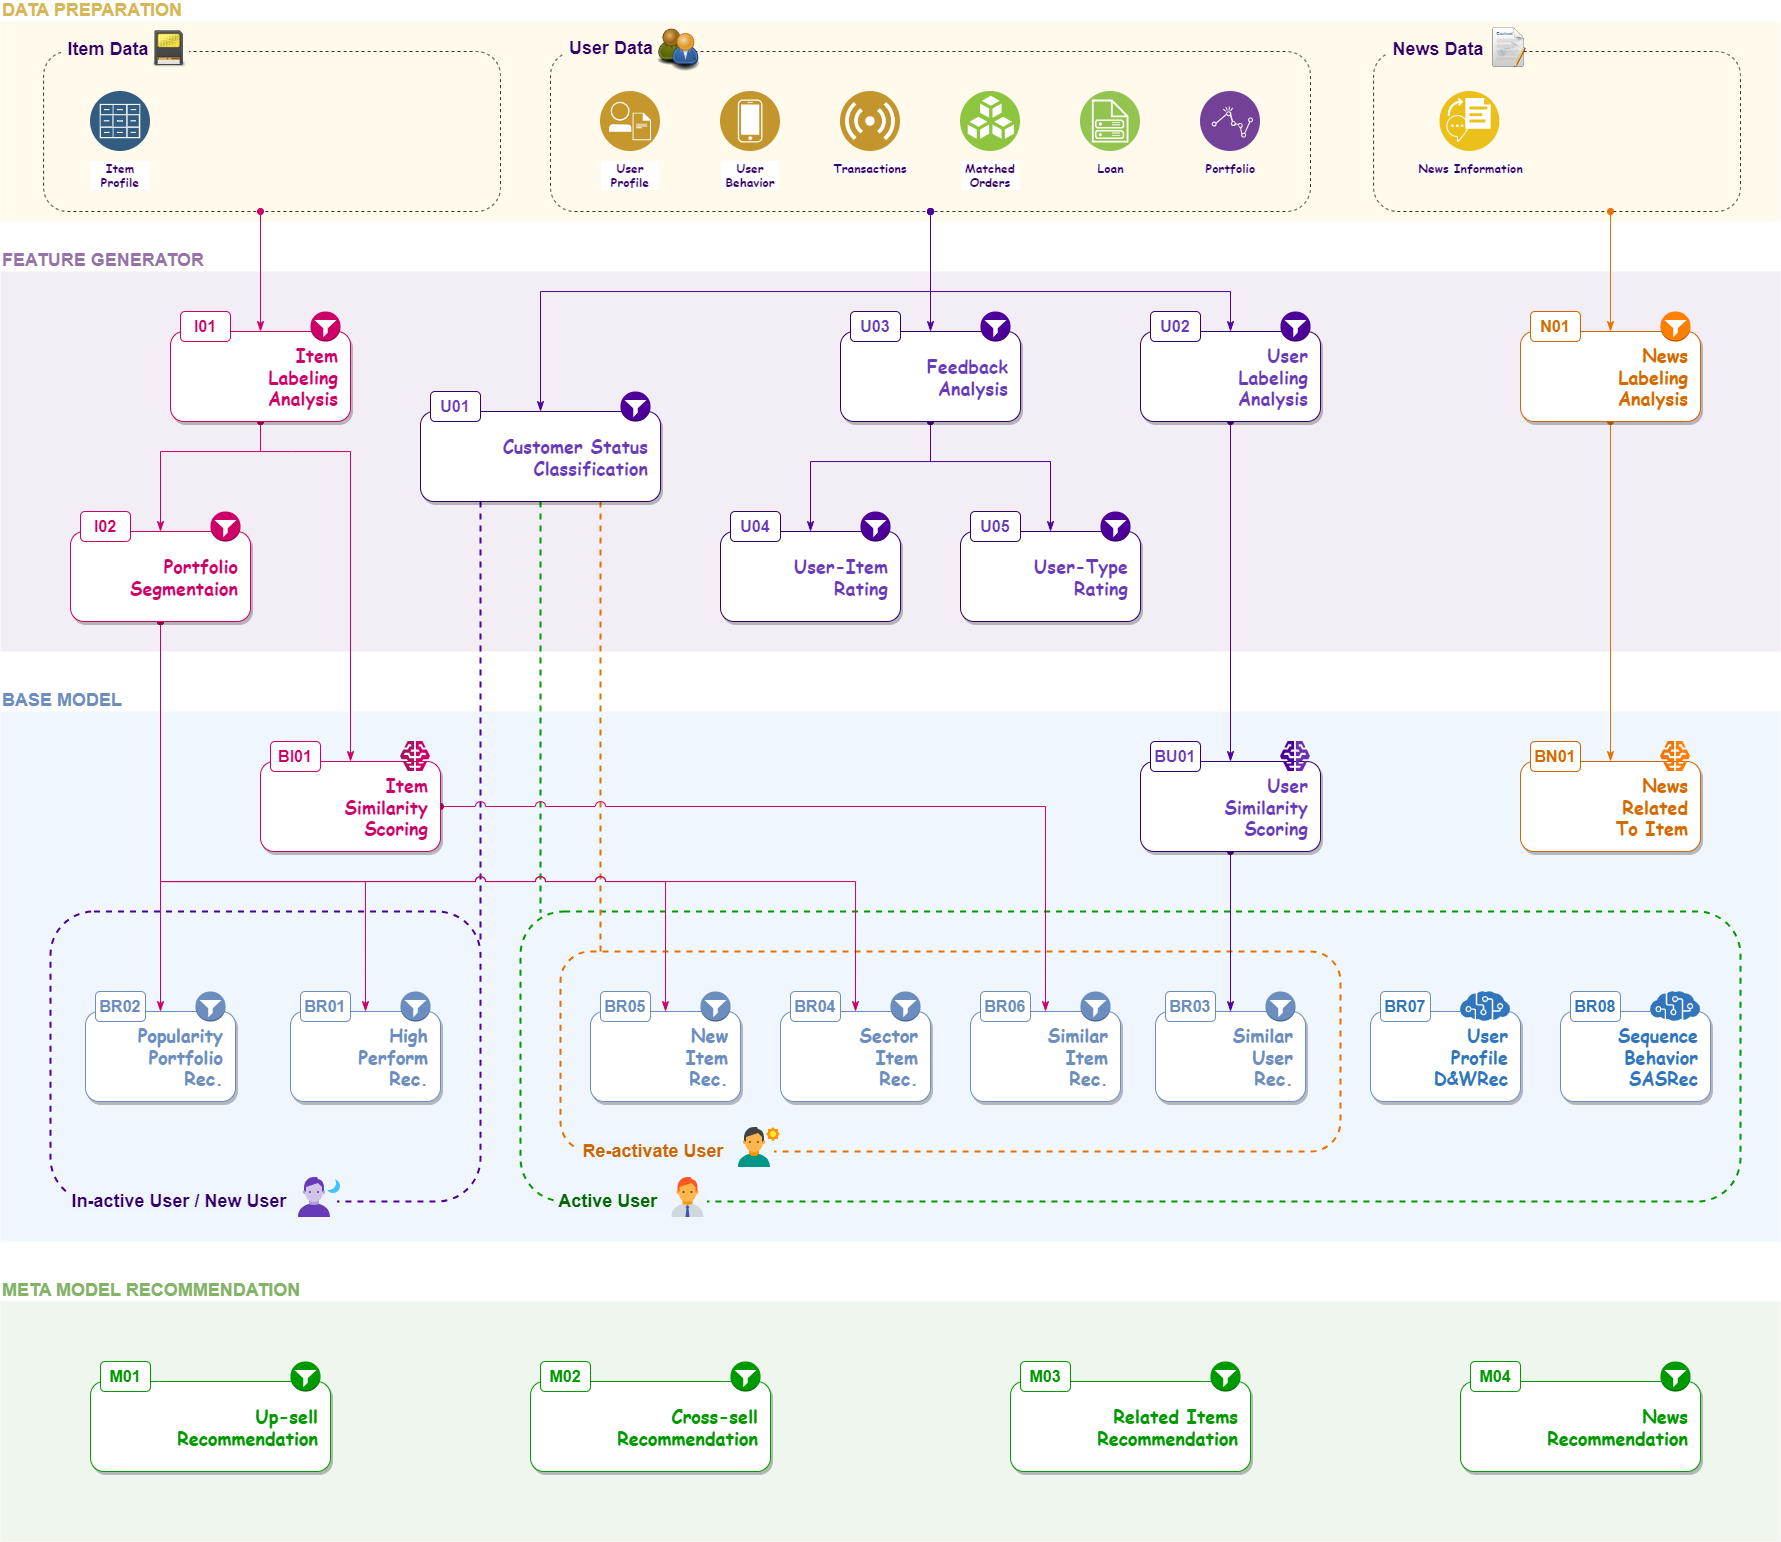 DATA PREPARATION
Item Data
User Data
News Data
Item
Profile
User
Profile
User
Behavior
Transactions
Matched
Orders
Loan
Portfolio
News Information
FEATURE GENERATOR
I01
Item
Labeling
Analysis
U01
Customer Status
Classification
U03
Feedback
Analysis
U02
User
Labeling
Analysis
N01
News
Labeling
Analysis
I02
Portfolio
Segmentaion
U04
User-Item
Rating
U05
User-Type
Rating
BASE MODEL
BI01
Item
Similarity
Scoring
BU01
User
Similarity
Scoring
BN01
News
Related
To Item
BR02
Popularity
Portfolio
Rec.
BR01
High
Perform
Rec.
BR05
New
Item
Rec.
BR04
Sector
Item
Rec.
BR06
Similar
Item
Rec.
BR03
Similar
User
Rec.
BR07
User
Profile
D&WRec
BR08
Sequence
Behavior
SASRec
Re-activate User
In-active User / New User
Active User
META MODEL RECOMMENDATION
M01
Up-sell
Recommendation
M02
Cross-sell
Recommendation
M03
Related Items
Recommendation
M04
News
Recommendation